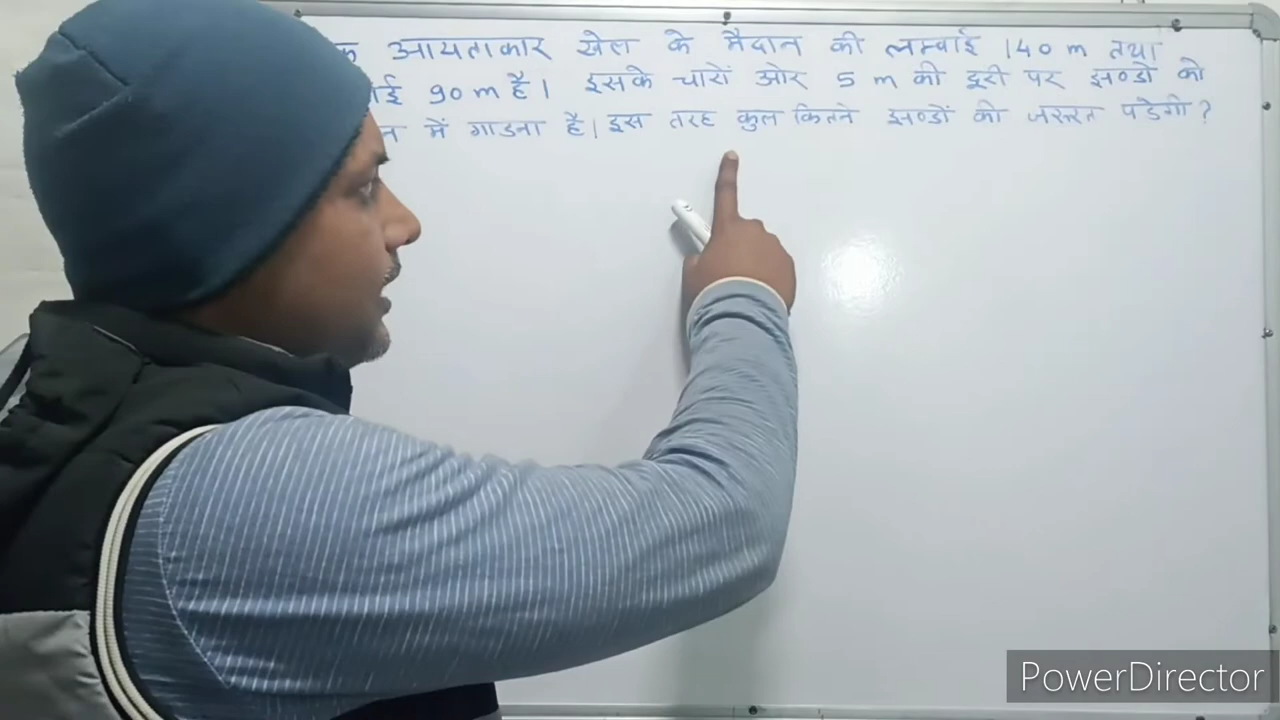 आयताकार खेल के मैदान की लम्बाई 140 m तथा
90 m है। इसके चारों ओर 5 m की दूरी पर झण्डो को
में गाडना है। इस तरह कुल कितने झण्डों की जरूरत पडेगी?
PowerDirector